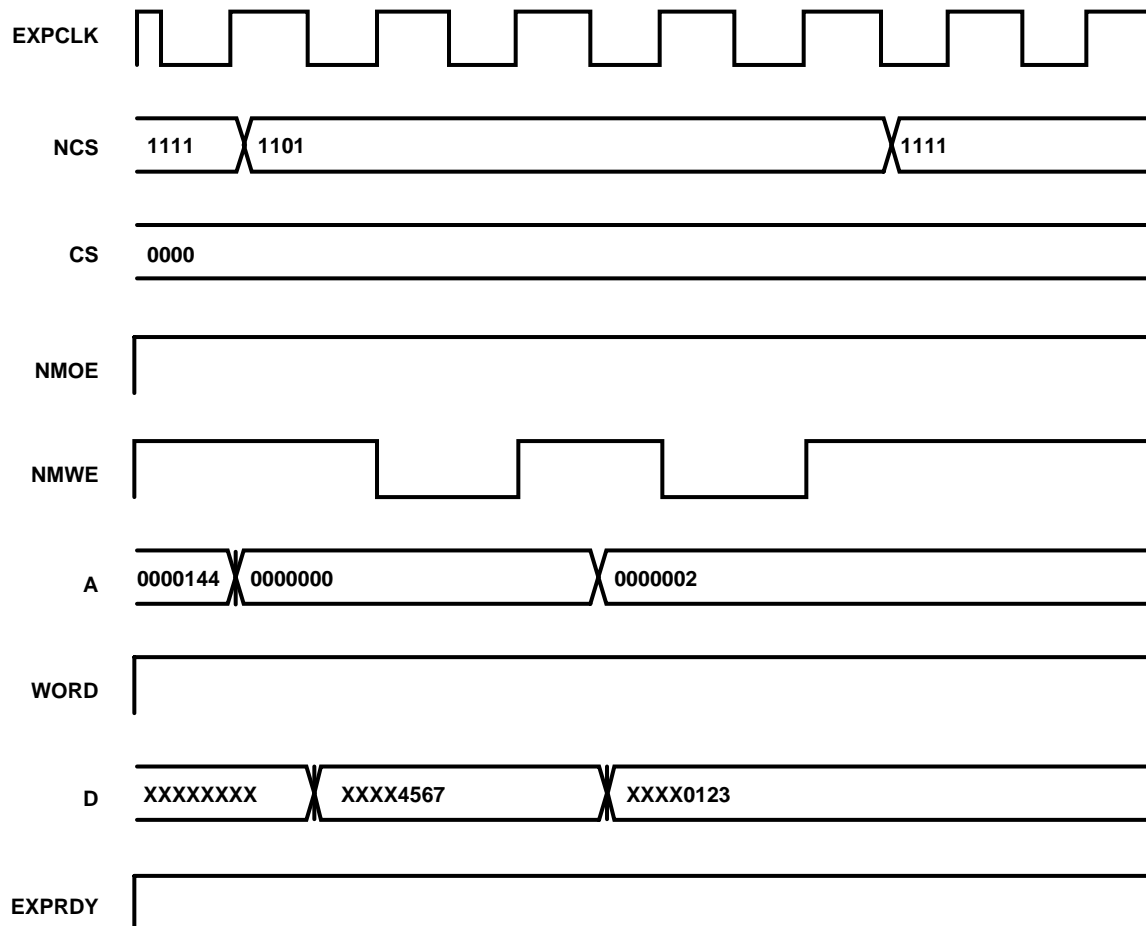 EXPCLK
NCS 1111 1101 1111
CS 0000
NMOE
NMWE
A 0000144 0000000 0000002
WORD
D XXXXXXXX XXXX4567 XXXX0123
EXPRDY